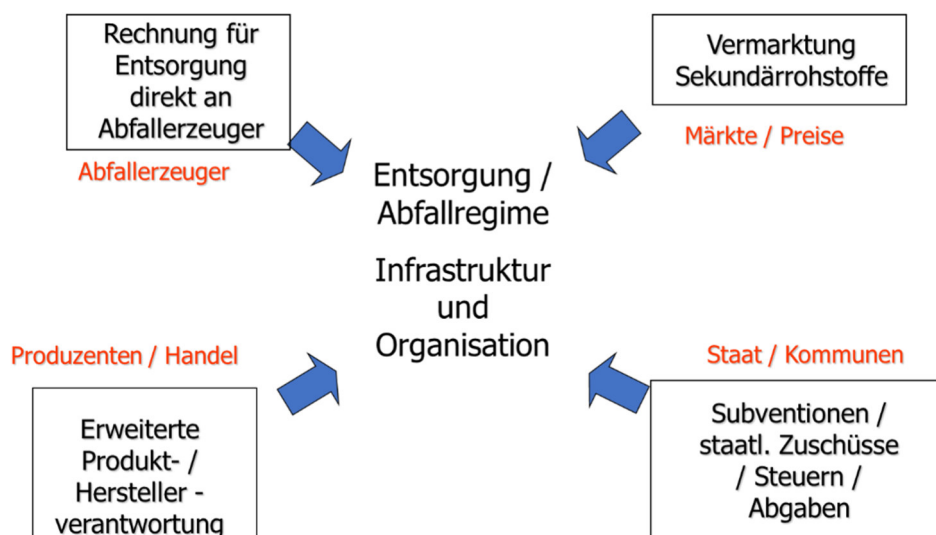 Rechnung für
Entsorgung
direkt an
Abfallerzeuger
Abfallerzeuger
Vermarktung
Sekundärrohstoffe
Märkte / Preise
Entsorgung /
Abfallregime
Infrastruktur
und
Organisation
Produzenten / Handel
Erweiterte
Produkt- /
Hersteller -
verantwortung
Staat / Kommunen
Subventionen /
staatl. Zuschüsse
/ Steuern /
Abgaben